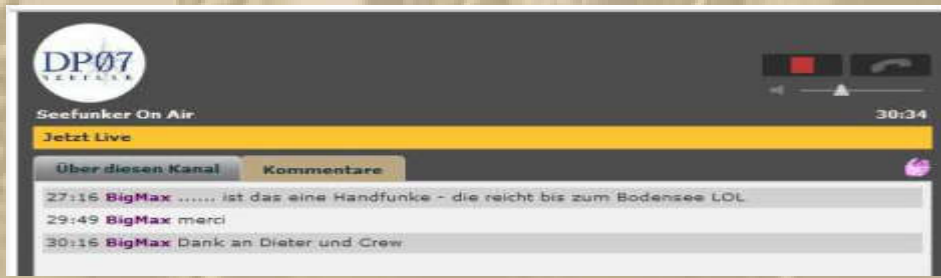 DPØ7
SEEFUNK
Seefunker On Air
30:34
Jetzt Live
Über diesen Kanal
Kommentare
27:16 BigMax ...... ist das eine Handfunke - die reicht bis zum Bodensee LOL
29:49 BigMax merci
30:16 BigMax Dank an Dieter und Crew